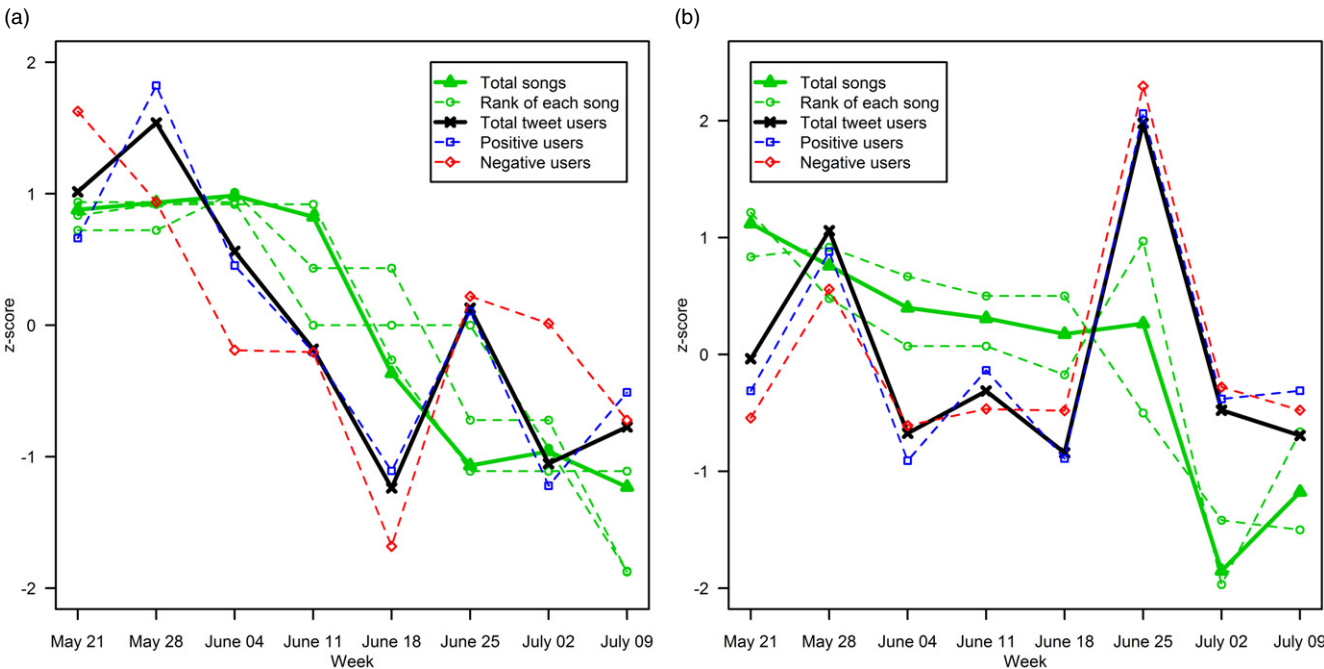 (a)
2
1
0
-1
-2
z-score
Total songs
Rank of each song
Total tweet users
Positive users
Negative users
May 21 May 28 June 04 June 11 June 18 June 25 July 02 July 09
Week
(b)
2
1
0
-1
-2
z-score
Total songs
Rank of each song
Total tweet users
Positive users
Negative users
May 21 May 28 June 04 June 11 June 18 June 25 July 02 July 09
Week